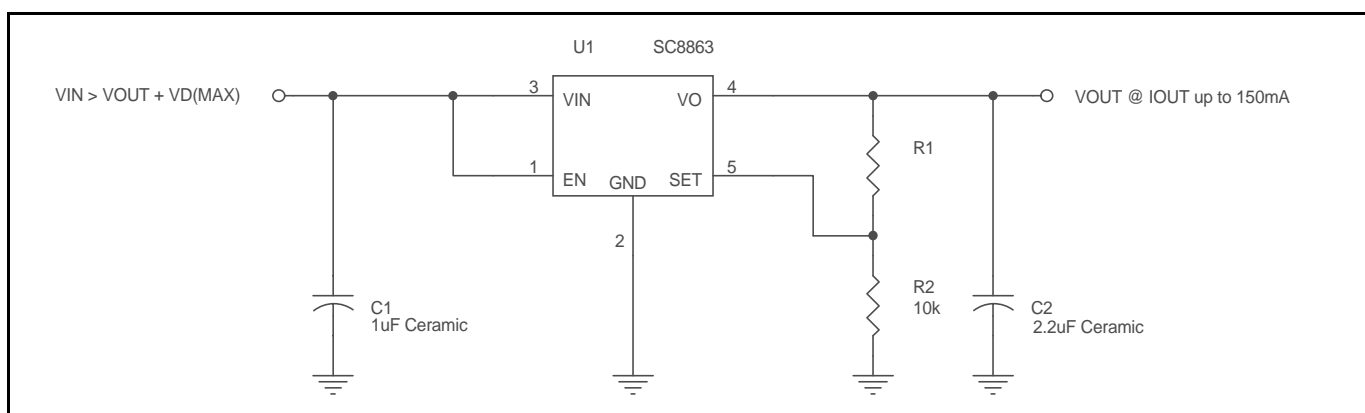 U1 SC8863
VIN > VOUT + VD(MAX)
3
VIN
VO
4
VOUT @ IOUT up to 150mA
R1
1
EN
GND
SET
5
2
C1
1uF Ceramic
R2
10k
C2
2.2uF Ceramic